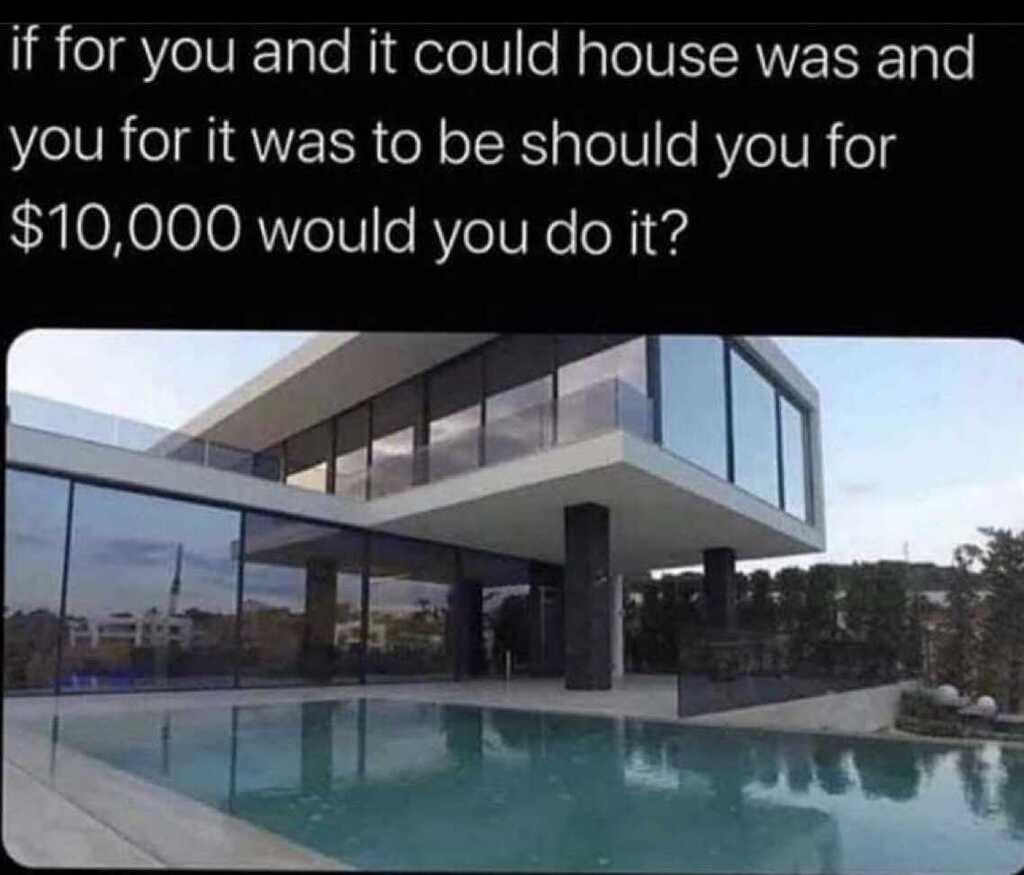 if for you and it could house was and
you for it was to be should you for
$10,000 would you do it?